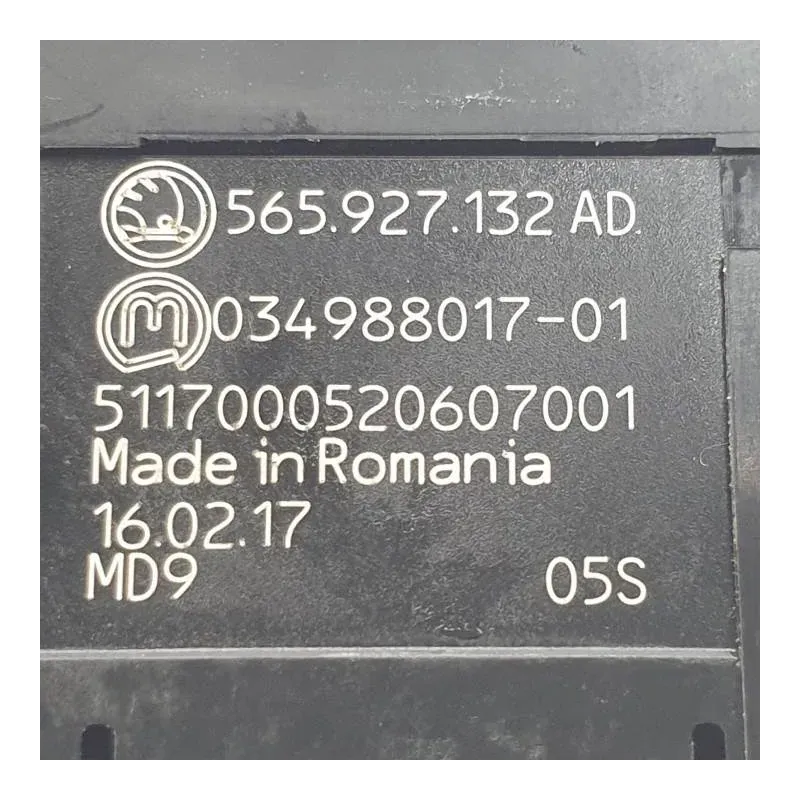 565.927.132 AD.
034988017-01
5117000520607001
Made in Romania
16.02.17
MD9 05S